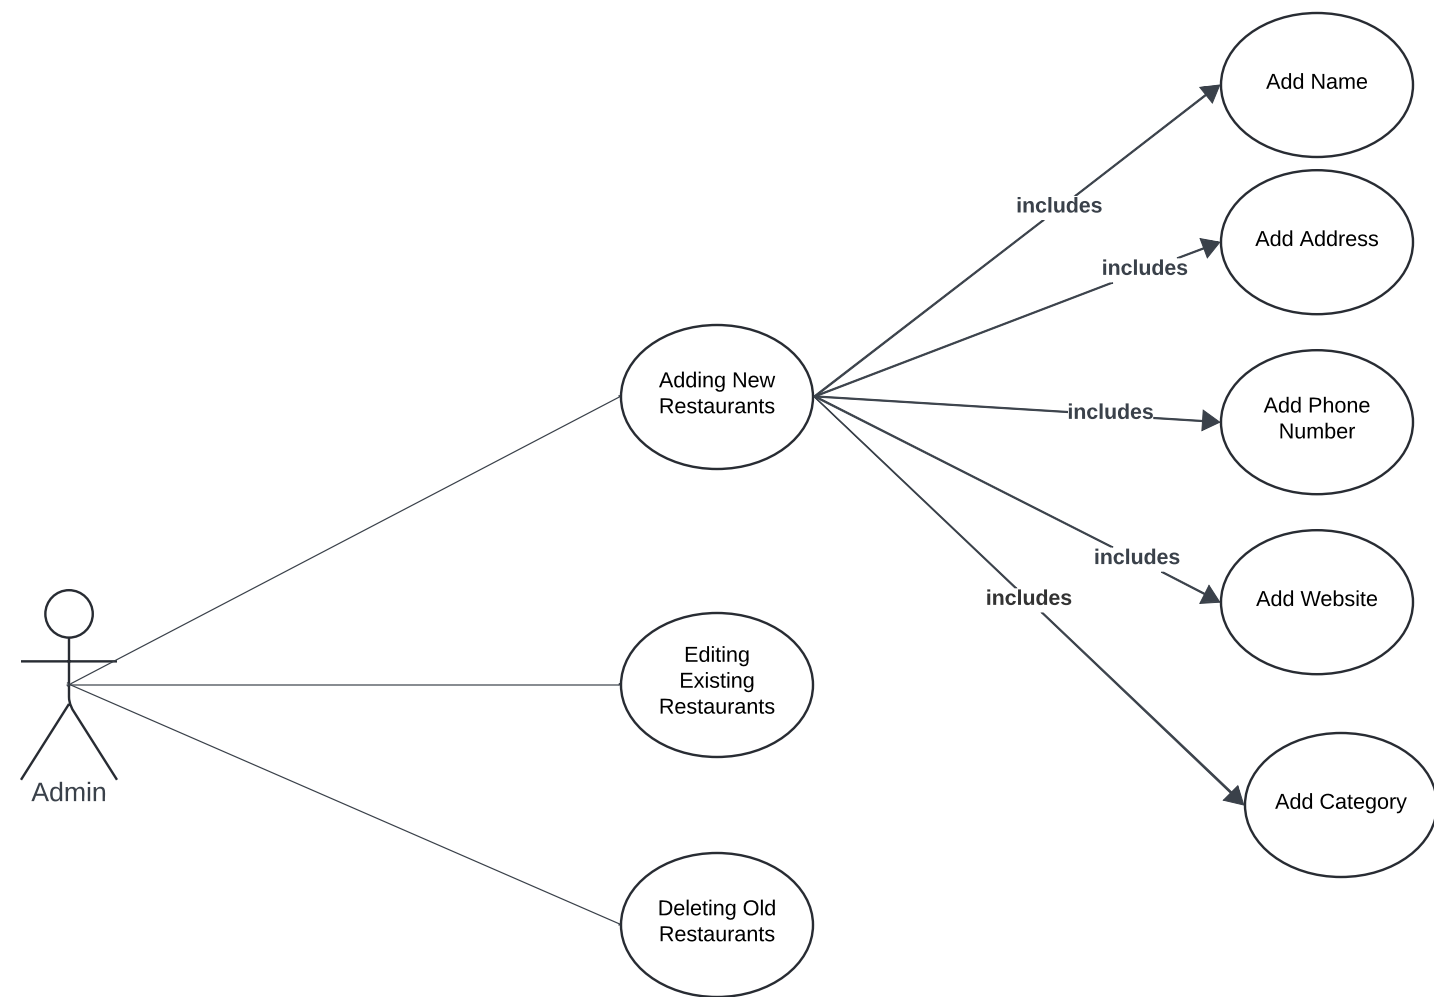 Add Name
includes
Add Address
includes
Adding New
Restaurants
includes
Add Phone
Number
includes
Add Website
includes
Editing
Existing
Restaurants
Admin
Add Category
Deleting Old
Restaurants